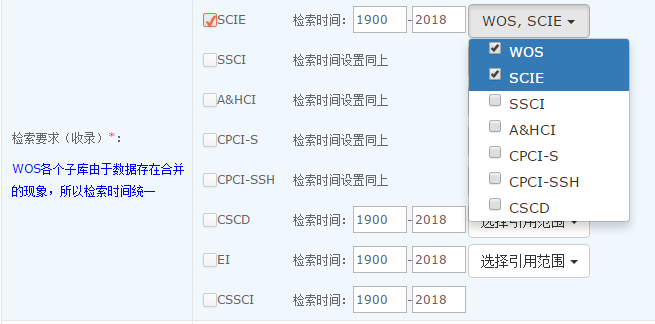 SCIE 检索时间: 1900 - 2018 WOS, SCIE
SSCI 检索时间设置同上
A&HCI 检索时间设置同上
CPCI-S 检索时间设置同上
CPCI-SSH 检索时间设置同上
CSCD 检索时间: 1900 - 2018 选择引用范围
EI 检索时间: 1900 - 2018 选择引用范围
CSSCI 检索时间: 1900 - 2018
检索要求（收录）*:
WOS各个子库由于数据存在合并
的现象，所以检索时间统一
WOS
SCIE
SSCI
A&HCI
CPCI-S
CPCI-SSH
CSCD